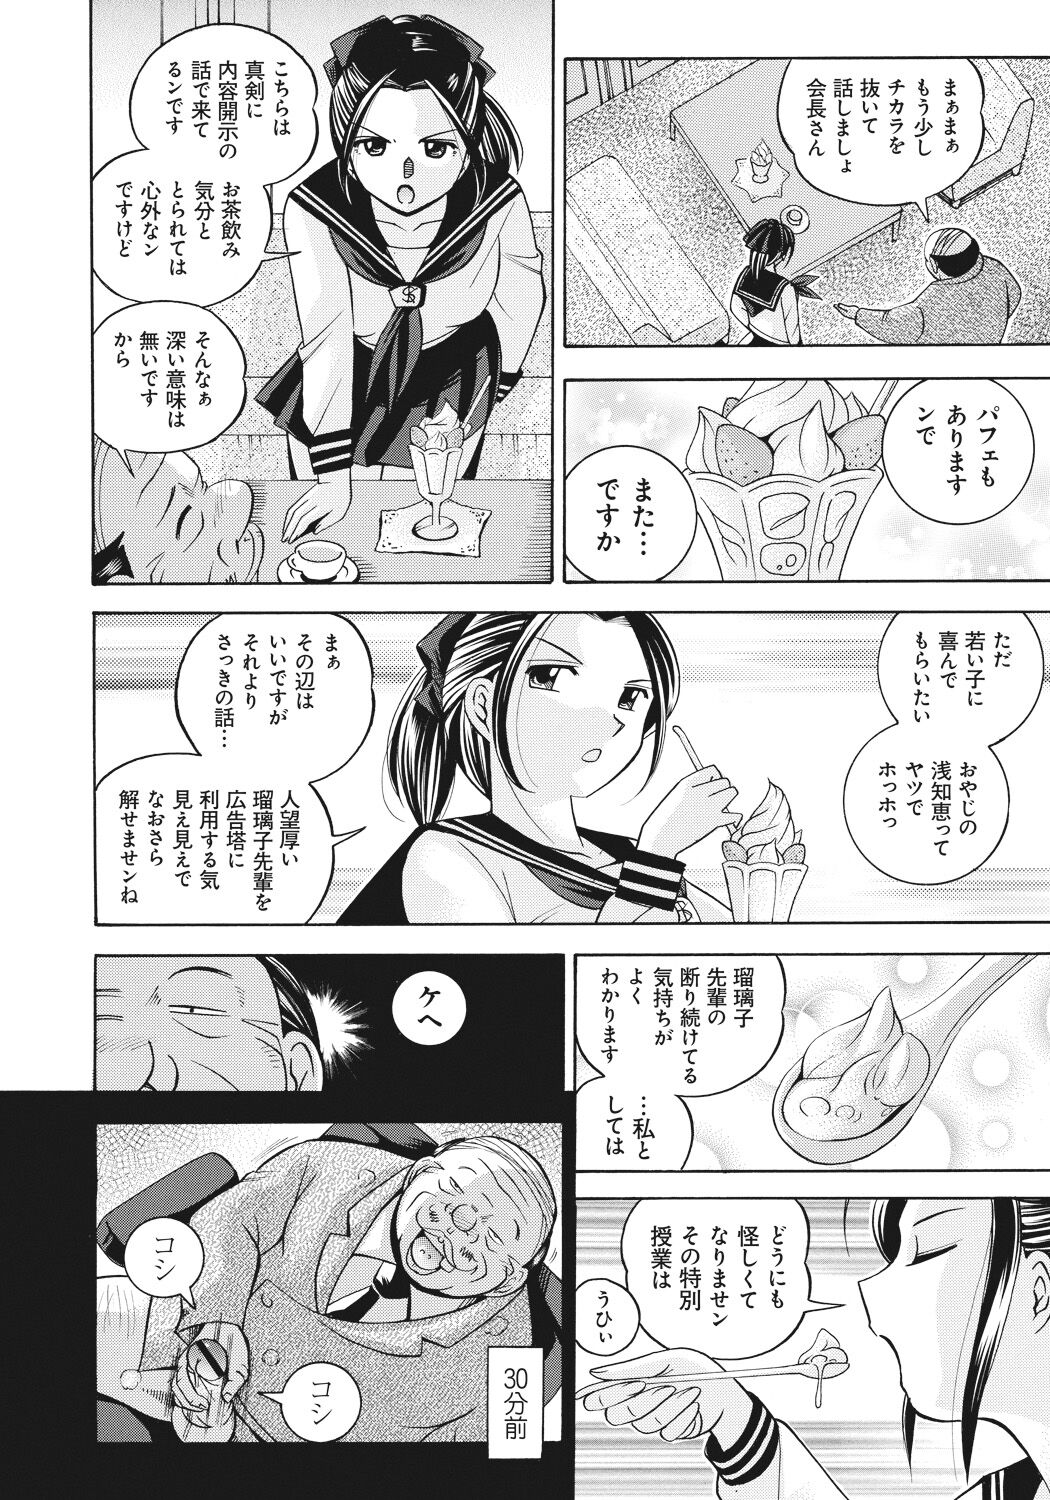 まぁまぁ
もう少し
チカラを
抜いて
話しましょ
会長さん
パフェも
あります
ンで
また…
ですか
こちらは
真剣に
内容開示の
話で来て
るンです
お茶飲み
気分と
とられては
心外なン
ですけど
そんなぁ
深い意味は
無いです
から
ただ
若い子に
喜んで
もらいたい
おやじの
浅知恵って
ヤツで
ホっホっ
まぁ
その辺は
いいですが
それより
さっきの話…
人望厚い
瑠璃子先輩を
広告塔に
利用する気
見え見えで
なおさら
解せませンね
瑠璃子
先輩の
断り続けてる
気持ちが
よく
わかります
…私と
しては
どうにも
怪しくて
なりませン
その特別
授業は
うひぃ
ケへ
コシ
コシ
30分前